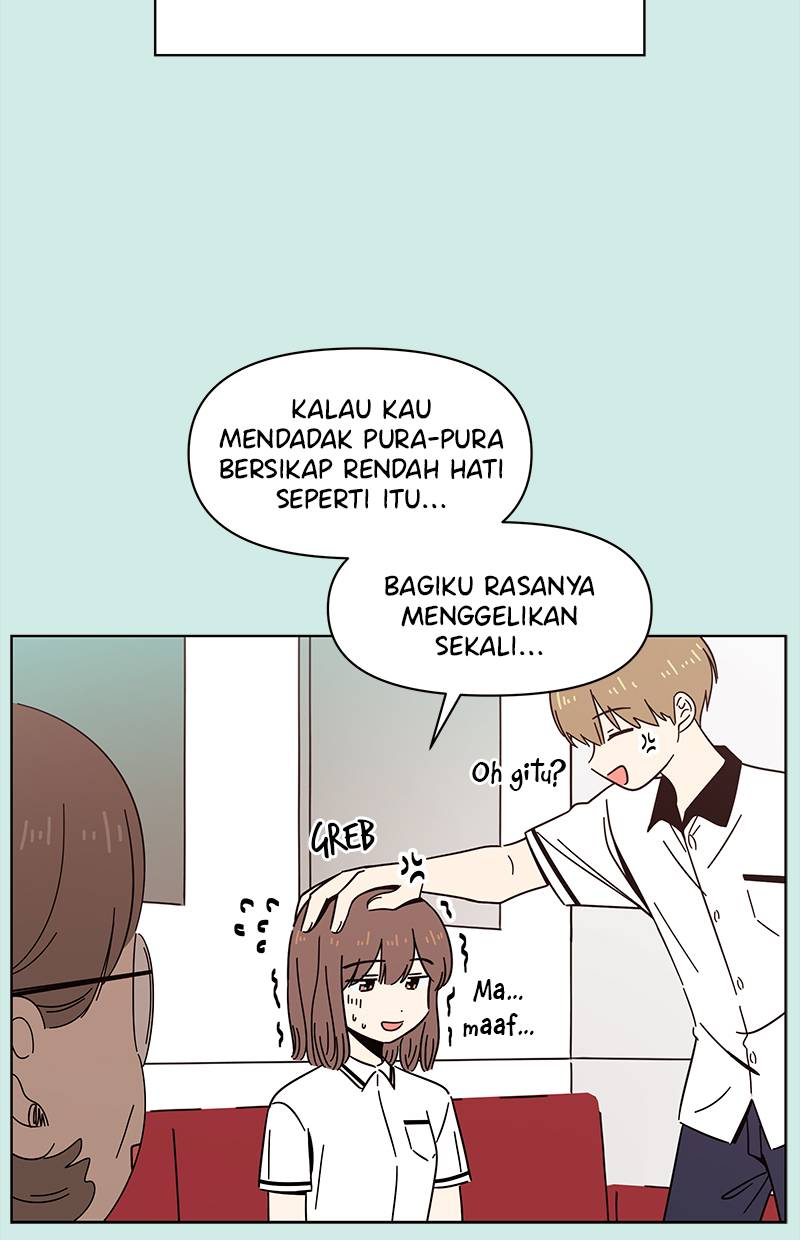 KALAU KAU
MENDADAK PURA-PURA
BERSIKAP RENDAH HATI
SEPERTI ITU...
BAGIKU RASANYA
MENGGELIKAN
SEKALI...
Oh gitu?
GREB
Ma...
maaf...